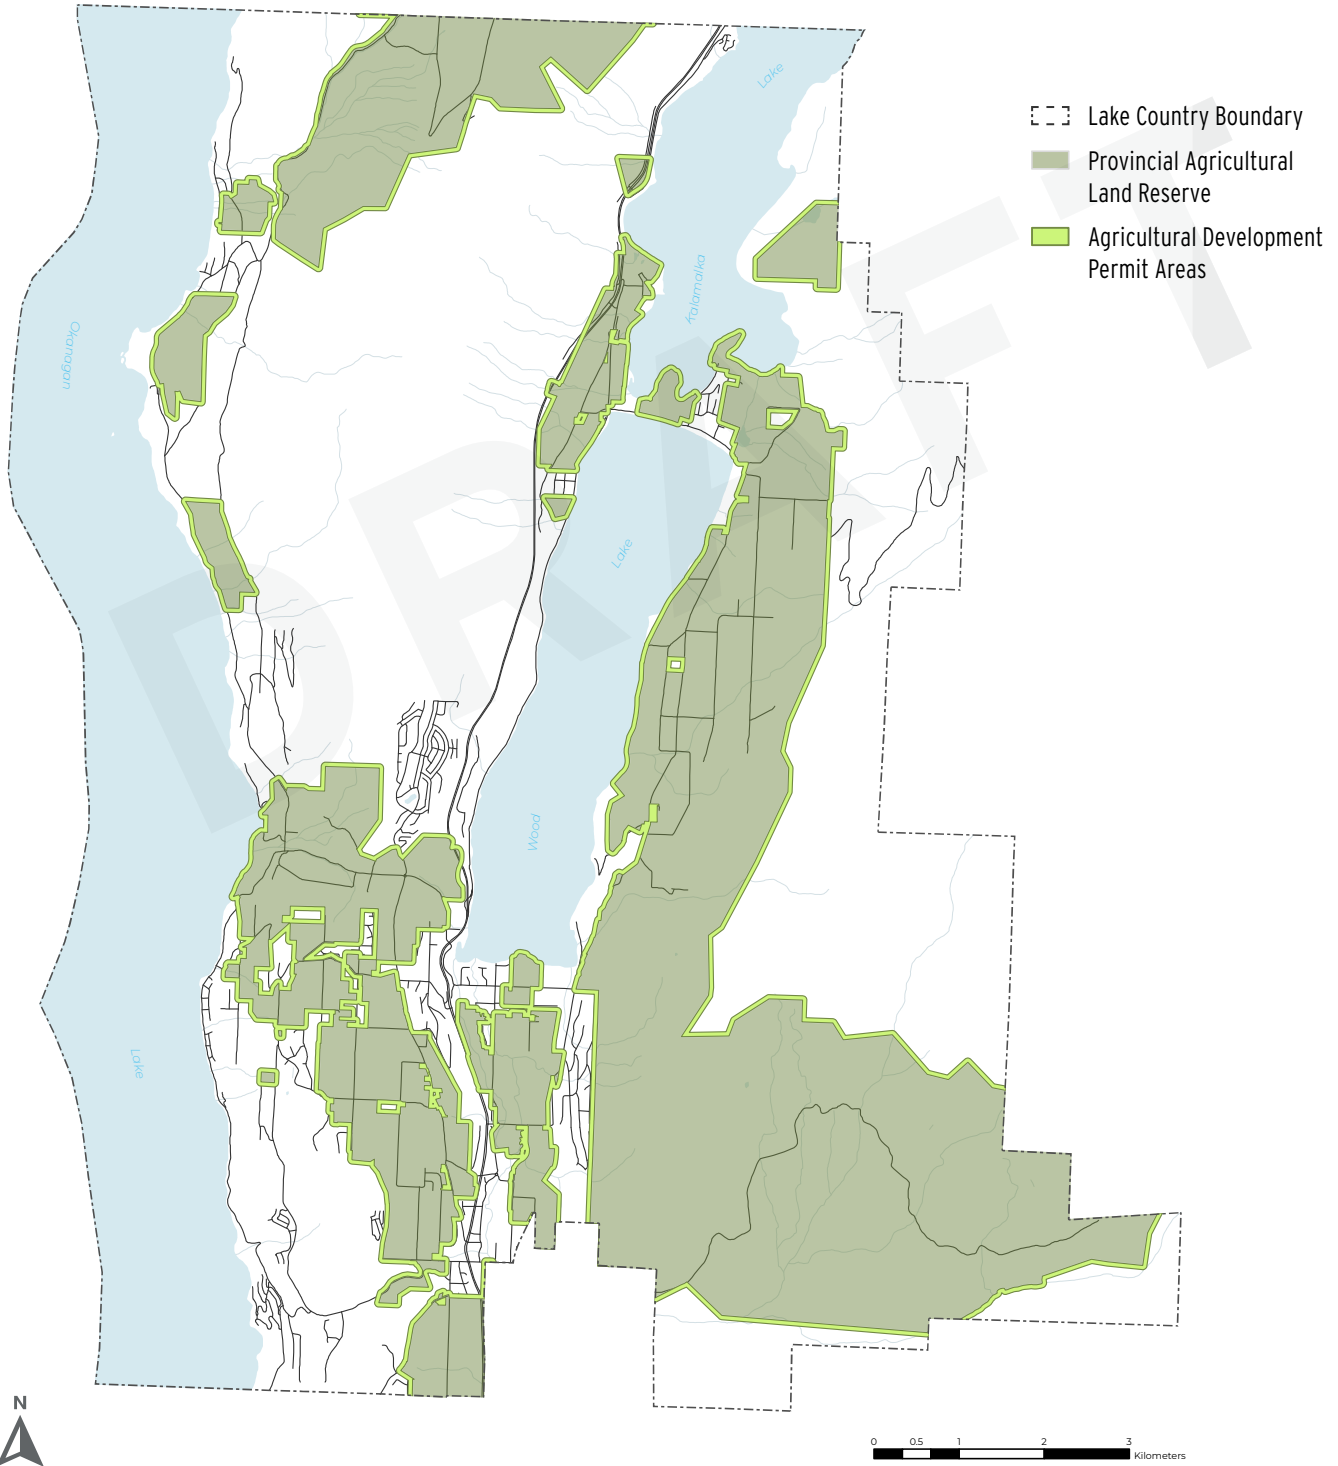 Lake Country Boundary
Provincial Agricultural
Land Reserve
Agricultural Development
Permit Areas
Lake
Kalamalka
Okanagan
Lake
Wood
Lake
DRAFT
N
0 0.5 1 2 3
Kilometers